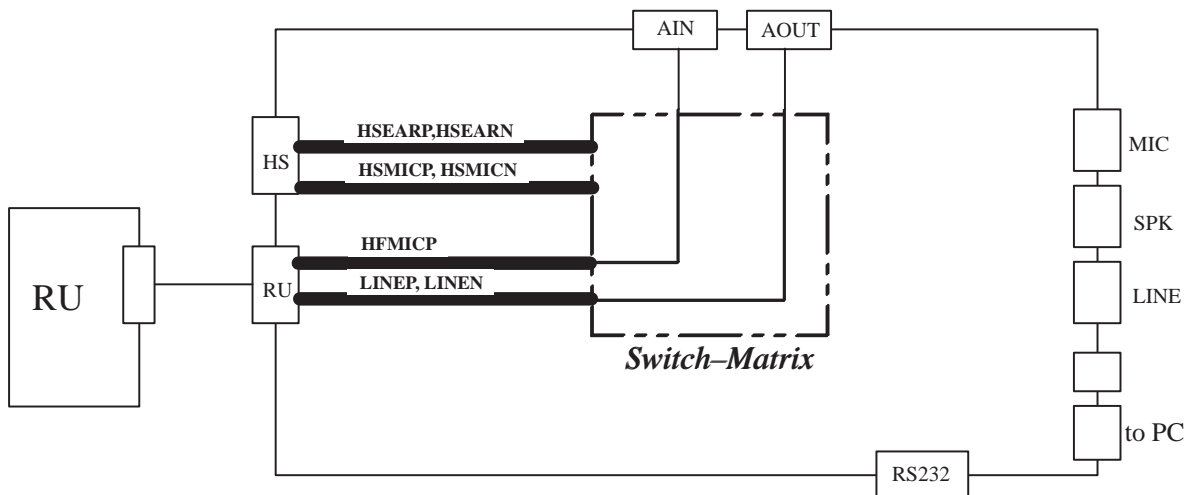 AIN
AOUT
HSEARP,HSEARN
HS
HSMICP, HSMICN
MIC
SPK
HFMICP
RU
RU
LINEP, LINEN
LINE
Switch–Matrix
to PC
RS232